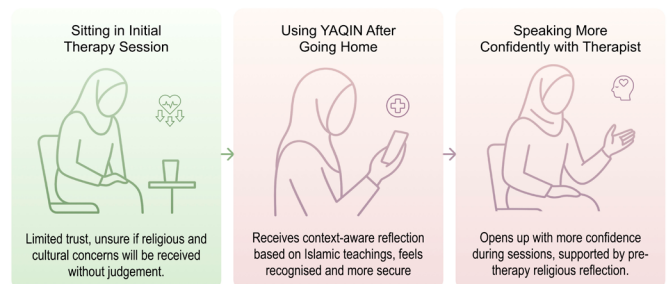 Sitting in Initial
Therapy Session
Limited trust, unsure if religious and
cultural concerns will be received
without judgement.
Using YAQIN After
Going Home
Receives context-aware reflection
based on Islamic teachings, feels
recognised and more secure
Speaking More
Confidently with Therapist
Opens up with more confidence
during sessions, supported by pre-
therapy religious reflection.